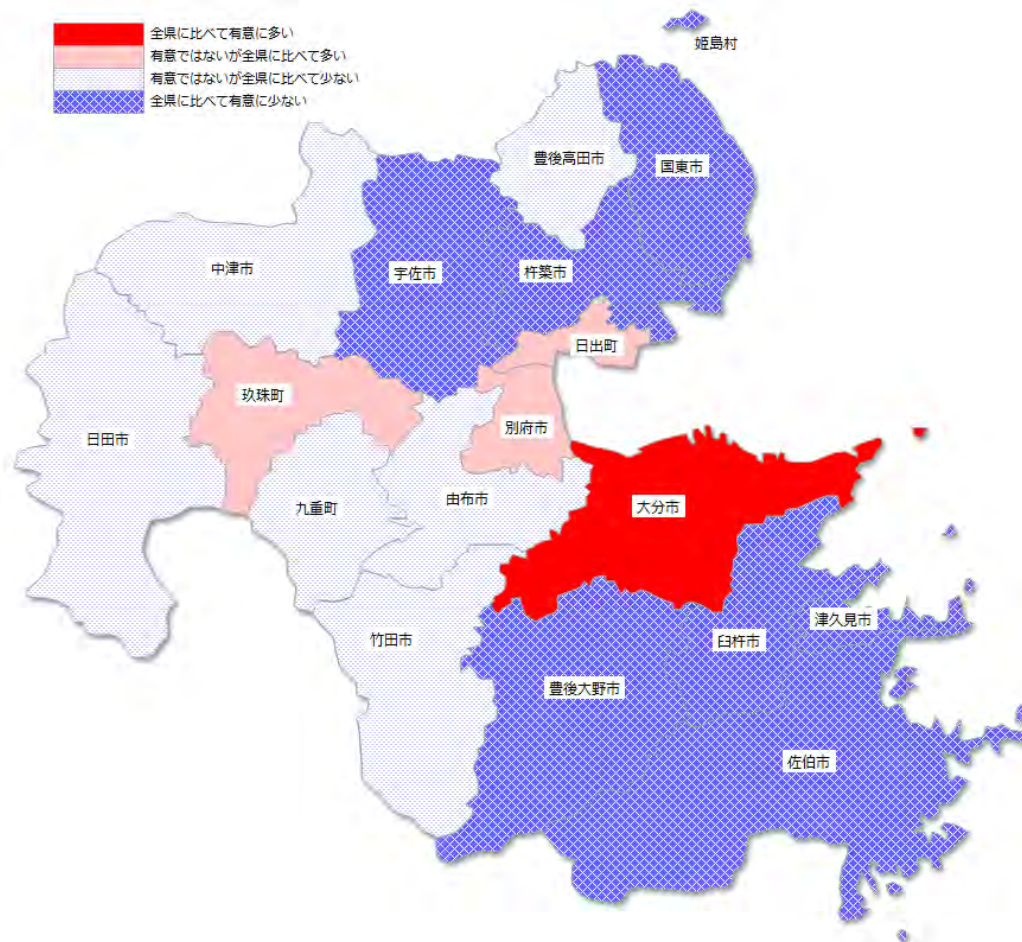 全県に比べて有意に多い
有意ではないが全県に比べて多い
有意ではないが全県に比べて少ない
全県に比べて有意に少ない
姫島村
豊後高田市
国東市
中津市
宇佐市
杵築市
日出町
玖珠町
別府市
日田市
由布市
九重町
大分市
津久見市
竹田市
臼杵市
豊後大野市
佐伯市